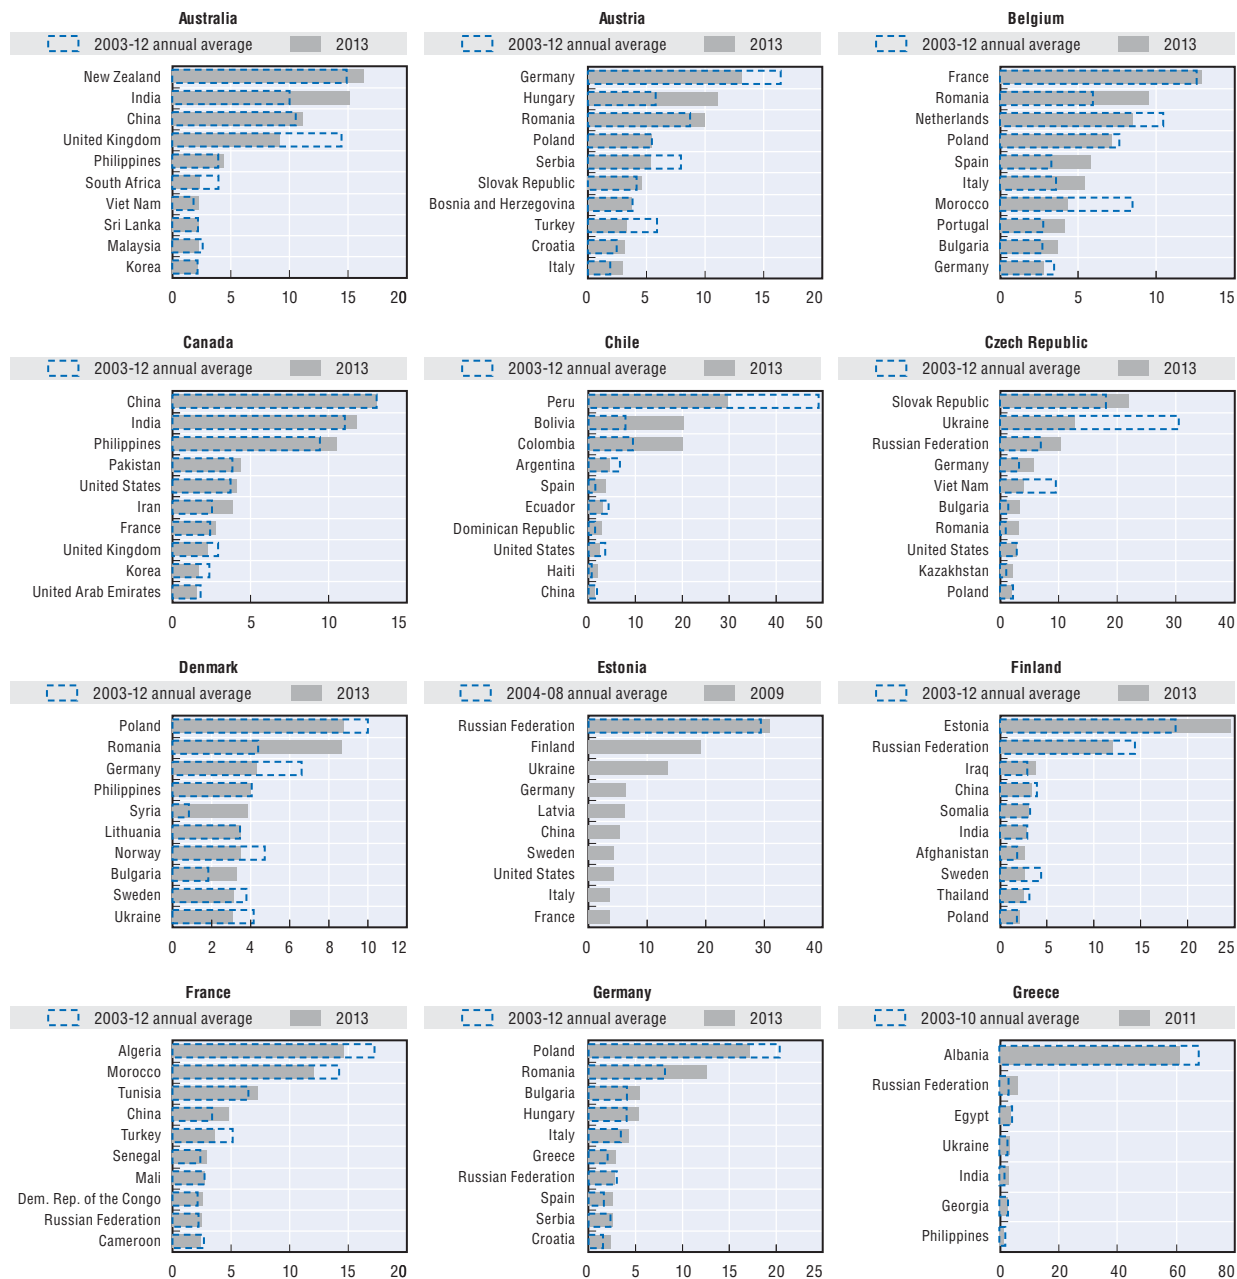 Australia
2003-12 annual average 2013
New Zealand
India
China
United Kingdom
Philippines
South Africa
Viet Nam
Sri Lanka
Malaysia
Korea
0 5 10 15 20
Austria
2003-12 annual average 2013
Germany
Hungary
Romania
Poland
Serbia
Slovak Republic
Bosnia and Herzegovina
Turkey
Croatia
Italy
0 5 10 15 20
Belgium
2003-12 annual average 2013
France
Romania
Netherlands
Poland
Spain
Italy
Morocco
Portugal
Bulgaria
Germany
0 5 10 15
Canada
2003-12 annual average 2013
China
India
Philippines
Pakistan
United States
Iran
France
United Kingdom
Korea
United Arab Emirates
0 5 10 15
Chile
2003-12 annual average 2013
Peru
Bolivia
Colombia
Argentina
Spain
Ecuador
Dominican Republic
United States
Haiti
China
0 10 20 30 40 50
Czech Republic
2003-12 annual average 2013
Slovak Republic
Ukraine
Russian Federation
Germany
Viet Nam
Bulgaria
Romania
United States
Kazakhstan
Poland
0 10 20 30 40
Denmark
2003-12 annual average 2013
Poland
Romania
Germany
Philippines
Syria
Lithuania
Norway
Bulgaria
Sweden
Ukraine
0 2 4 6 8 10 12
Estonia
2004-08 annual average 2009
Russian Federation
Finland
Ukraine
Germany
Latvia
China
Sweden
United States
Italy
France
0 10 20 30 40
Finland
2003-12 annual average 2013
Estonia
Russian Federation
Iraq
China
Somalia
India
Afghanistan
Sweden
Thailand
Poland
0 5 10 15 20 25
France
2003-12 annual average 2013
Algeria
Morocco
Tunisia
China
Turkey
Senegal
Mali
Dem. Rep. of the Congo
Russian Federation
Cameroon
0 5 10 15 20
Germany
2003-12 annual average 2013
Poland
Romania
Bulgaria
Hungary
Italy
Greece
Russian Federation
Spain
Serbia
Croatia
0 5 10 15 20 25
Greece
2003-10 annual average 2011
Albania
Russian Federation
Egypt
Ukraine
India
Georgia
Philippines
0 20 40 60 80